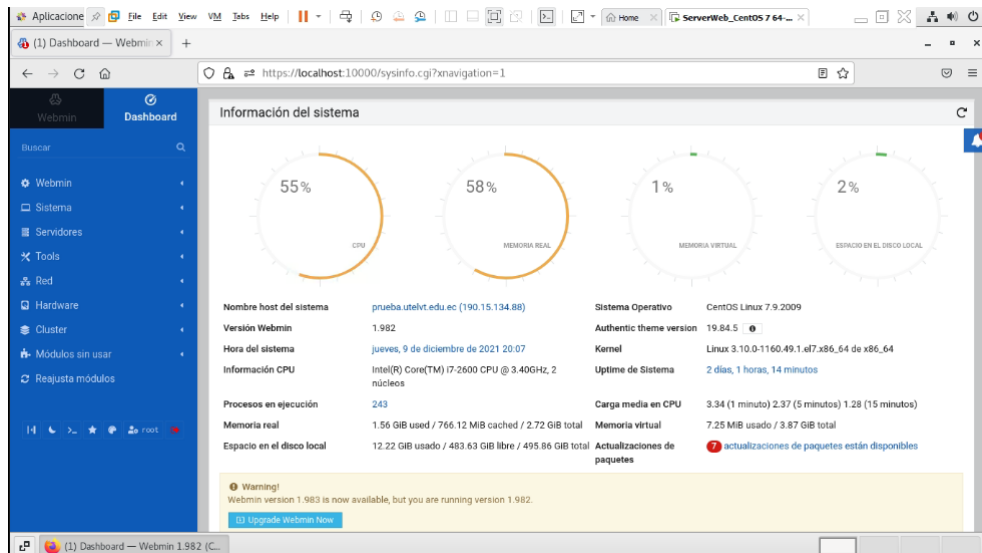 Aplicacione File Edit View VM Tabs Help Home ServerWeb_CentOS 7 64-...
(1) Dashboard — Webmin
https://localhost:10000/sysinfo.cgi?xnavigation=1
Webmin
Dashboard
Buscar
Webmin
Sistema
Servidores
Tools
Red
Hardware
Cluster
Módulos sin usar
Reajusta módulos
root
Información del sistema
55%
CPU
58%
MEMORIA REAL
1%
MEMORIA VIRTUAL
2%
ESPACIO EN EL DISCO LOCAL
Nombre host del sistema prueba.utelvt.edu.ec (190.15.134.88) Sistema Operativo CentOS Linux 7.9.2009
Versión Webmin 1.982 Authentic theme version 19.84.5
Hora del sistema jueves, 9 de diciembre de 2021 20:07 Kernel Linux 3.10.0-1160.49.1.el7.x86_64 de x86_64
Información CPU Intel(R) Core(TM) i7-2600 CPU @ 3.40GHz, 2 Uptime de Sistema 2 días, 1 horas, 14 minutos
núcleos
Procesos en ejecución 243 Carga media en CPU 3.34 (1 minuto) 2.37 (5 minutos) 1.28 (15 minutos)
Memoria real 1.56 GiB used / 766.12 MiB cached / 2.72 GiB total Memoria virtual 7.25 MiB usado / 3.87 GiB total
Espacio en el disco local 12.22 GiB usado / 483.63 GiB libre / 495.86 GiB total Actualizaciones de 7 actualizaciones de paquetes están disponibles
paquetes
Warning!
Webmin version 1.983 is now available, but you are running version 1.982.
Upgrade Webmin Now
(1) Dashboard — Webmin 1.982 (C...